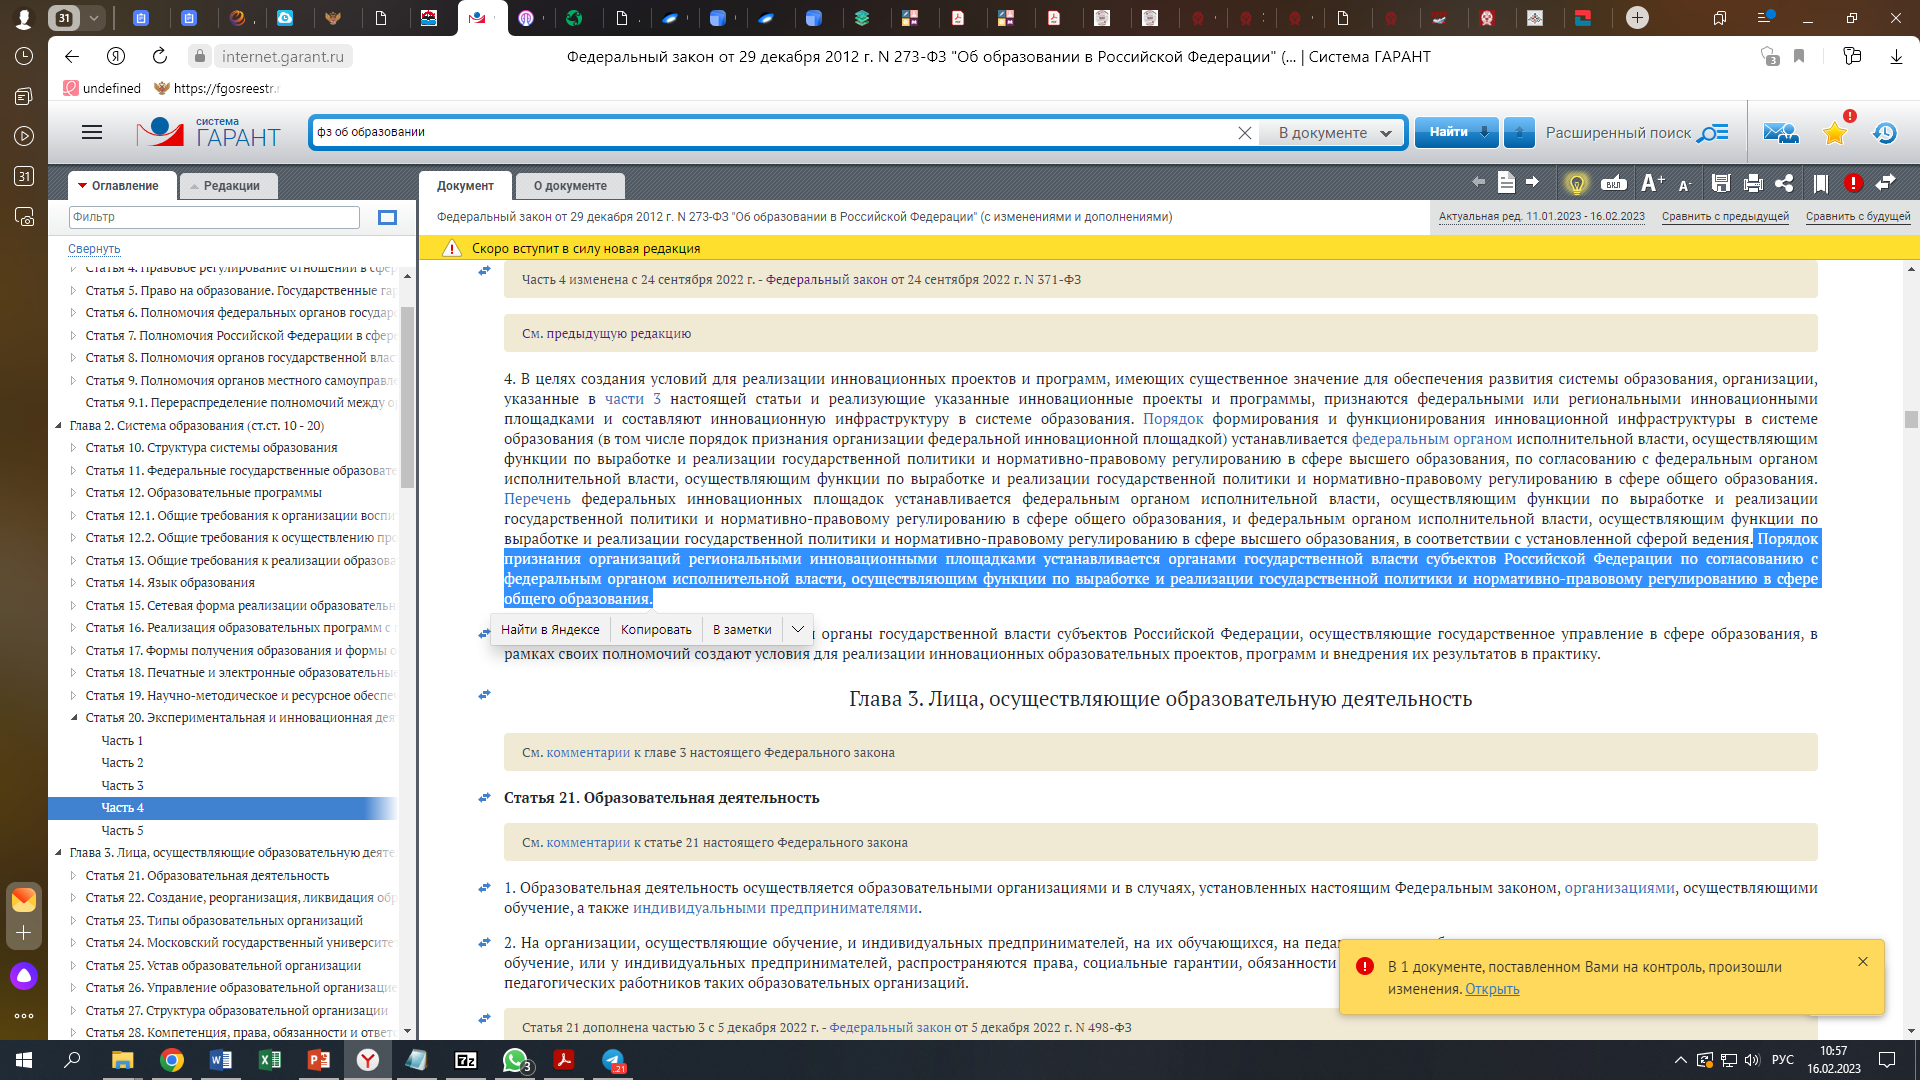 31
Федеральный закон от 29 декабря 2012 г. N 273-ФЗ "Об образовании в Российской Федерации" (... | Система ГАРАНТ
internet.garant.ru
3
undefined
https://fgosreestr.r
система
ГАРАНТ
фз об образовании
В документе
Найти
Расширенный поиск
31
Оглавление
Редакции
Документ
О документе
вкл
A+
A-
Фильтр
Федеральный закон от 29 декабря 2012 г. N 273-ФЗ "Об образовании в Российской Федерации" (с изменениями и дополнениями)
Актуальная ред. 11.01.2023 - 16.02.2023
Сравнить с предыдущей
Сравнить с будущей
Свернуть
Скоро вступит в силу новая редакция
Статья 4. Правовое регулирование отношений в сфер
Статья 5. Право на образование. Государственные гар
Статья 6. Полномочия федеральных органов государс
Статья 7. Полномочия Российской Федерации в сфере
Статья 8. Полномочия органов государственной влас
Статья 9. Полномочия органов местного самоуправле
Статья 9.1. Перераспределение полномочий между ор
Глава 2. Система образования (ст.ст. 10 - 20)
Статья 10. Структура системы образования
Статья 11. Федеральные государственные образовате
Статья 12. Образовательные программы
Статья 12.1. Общие требования к организации воспи
Статья 12.2. Общие требования к осуществлению про
Статья 13. Общие требования к реализации образова
Статья 14. Язык образования
Статья 15. Сетевая форма реализации образовательн
Статья 16. Реализация образовательных программ с
Статья 17. Формы получения образования и формы о
Статья 18. Печатные и электронные образовательные
Статья 19. Научно-методическое и ресурсное обеспе
Статья 20. Экспериментальная и инновационная дея
Часть 1
Часть 2
Часть 3
Часть 4
Часть 5
Глава 3. Лица, осуществляющие образовательную деяте
Статья 21. Образовательная деятельность
Статья 22. Создание, реорганизация, ликвидация обр
Статья 23. Типы образовательных организаций
Статья 24. Московский государственный университе
Статья 25. Устав образовательной организации
Статья 26. Управление образовательной организацие
Статья 27. Структура образовательной организации
Статья 28. Компетенция, права, обязанности и ответс
Часть 4 изменена с 24 сентября 2022 г. - Федеральный закон от 24 сентября 2022 г. N 371-ФЗ
См. предыдущую редакцию
4. В целях создания условий для реализации инновационных проектов и программ, имеющих существенное значение для обеспечения развития системы образования, организации,
указанные в части 3 настоящей статьи и реализующие указанные инновационные проекты и программы, признаются федеральными или региональными инновационными
площадками и составляют инновационную инфраструктуру в системе образования. Порядок формирования и функционирования инновационной инфраструктуры в системе
образования (в том числе порядок признания организации федеральной инновационной площадкой) устанавливается федеральным органом исполнительной власти, осуществляющим
функции по выработке и реализации государственной политики и нормативно-правовому регулированию в сфере высшего образования, по согласованию с федеральным органом
исполнительной власти, осуществляющим функции по выработке и реализации государственной политики и нормативно-правовому регулированию в сфере общего образования.
Перечень федеральных инновационных площадок устанавливается федеральным органом исполнительной власти, осуществляющим функции по выработке и реализации
государственной политики и нормативно-правовому регулированию в сфере общего образования, и федеральным органом исполнительной власти, осуществляющим функции по
выработке и реализации государственной политики и нормативно-правовому регулированию в сфере высшего образования, в соответствии с установленной сферой ведения. Порядок
признания организаций региональными инновационными площадками устанавливается органами государственной власти субъектов Российской Федерации по согласованию с
федеральным органом исполнительной власти, осуществляющим функции по выработке и реализации государственной политики и нормативно-правовому регулированию в сфере
общего образования.
Найти в Яндексе
Копировать
В заметки
и органы государственной власти субъектов Российской Федерации, осуществляющие государственное управление в сфере образования, в
рамках своих полномочий создают условия для реализации инновационных образовательных проектов, программ и внедрения их результатов в практику.
Глава 3. Лица, осуществляющие образовательную деятельность
См. комментарии к главе 3 настоящего Федерального закона
Статья 21. Образовательная деятельность
См. комментарии к статье 21 настоящего Федерального закона
1. Образовательная деятельность осуществляется образовательными организациями и в случаях, установленных настоящим Федеральным законом, организациями, осуществляющими
обучение, а также индивидуальными предпринимателями.
2. На организации, осуществляющие обучение, и индивидуальных предпринимателей, на их обучающихся, на педаг
обучение, или у индивидуальных предпринимателей, распространяются права, социальные гарантии, обязанности
педагогических работников таких образовательных организаций.
Статья 21 дополнена частью 3 с 5 декабря 2022 г. - Федеральный закон от 5 декабря 2022 г. N 498-ФЗ
В 1 документе, поставленном Вами на контроль, произошли
изменения. Открыть
7z
3
21
РУС
10:57
16.02.2023